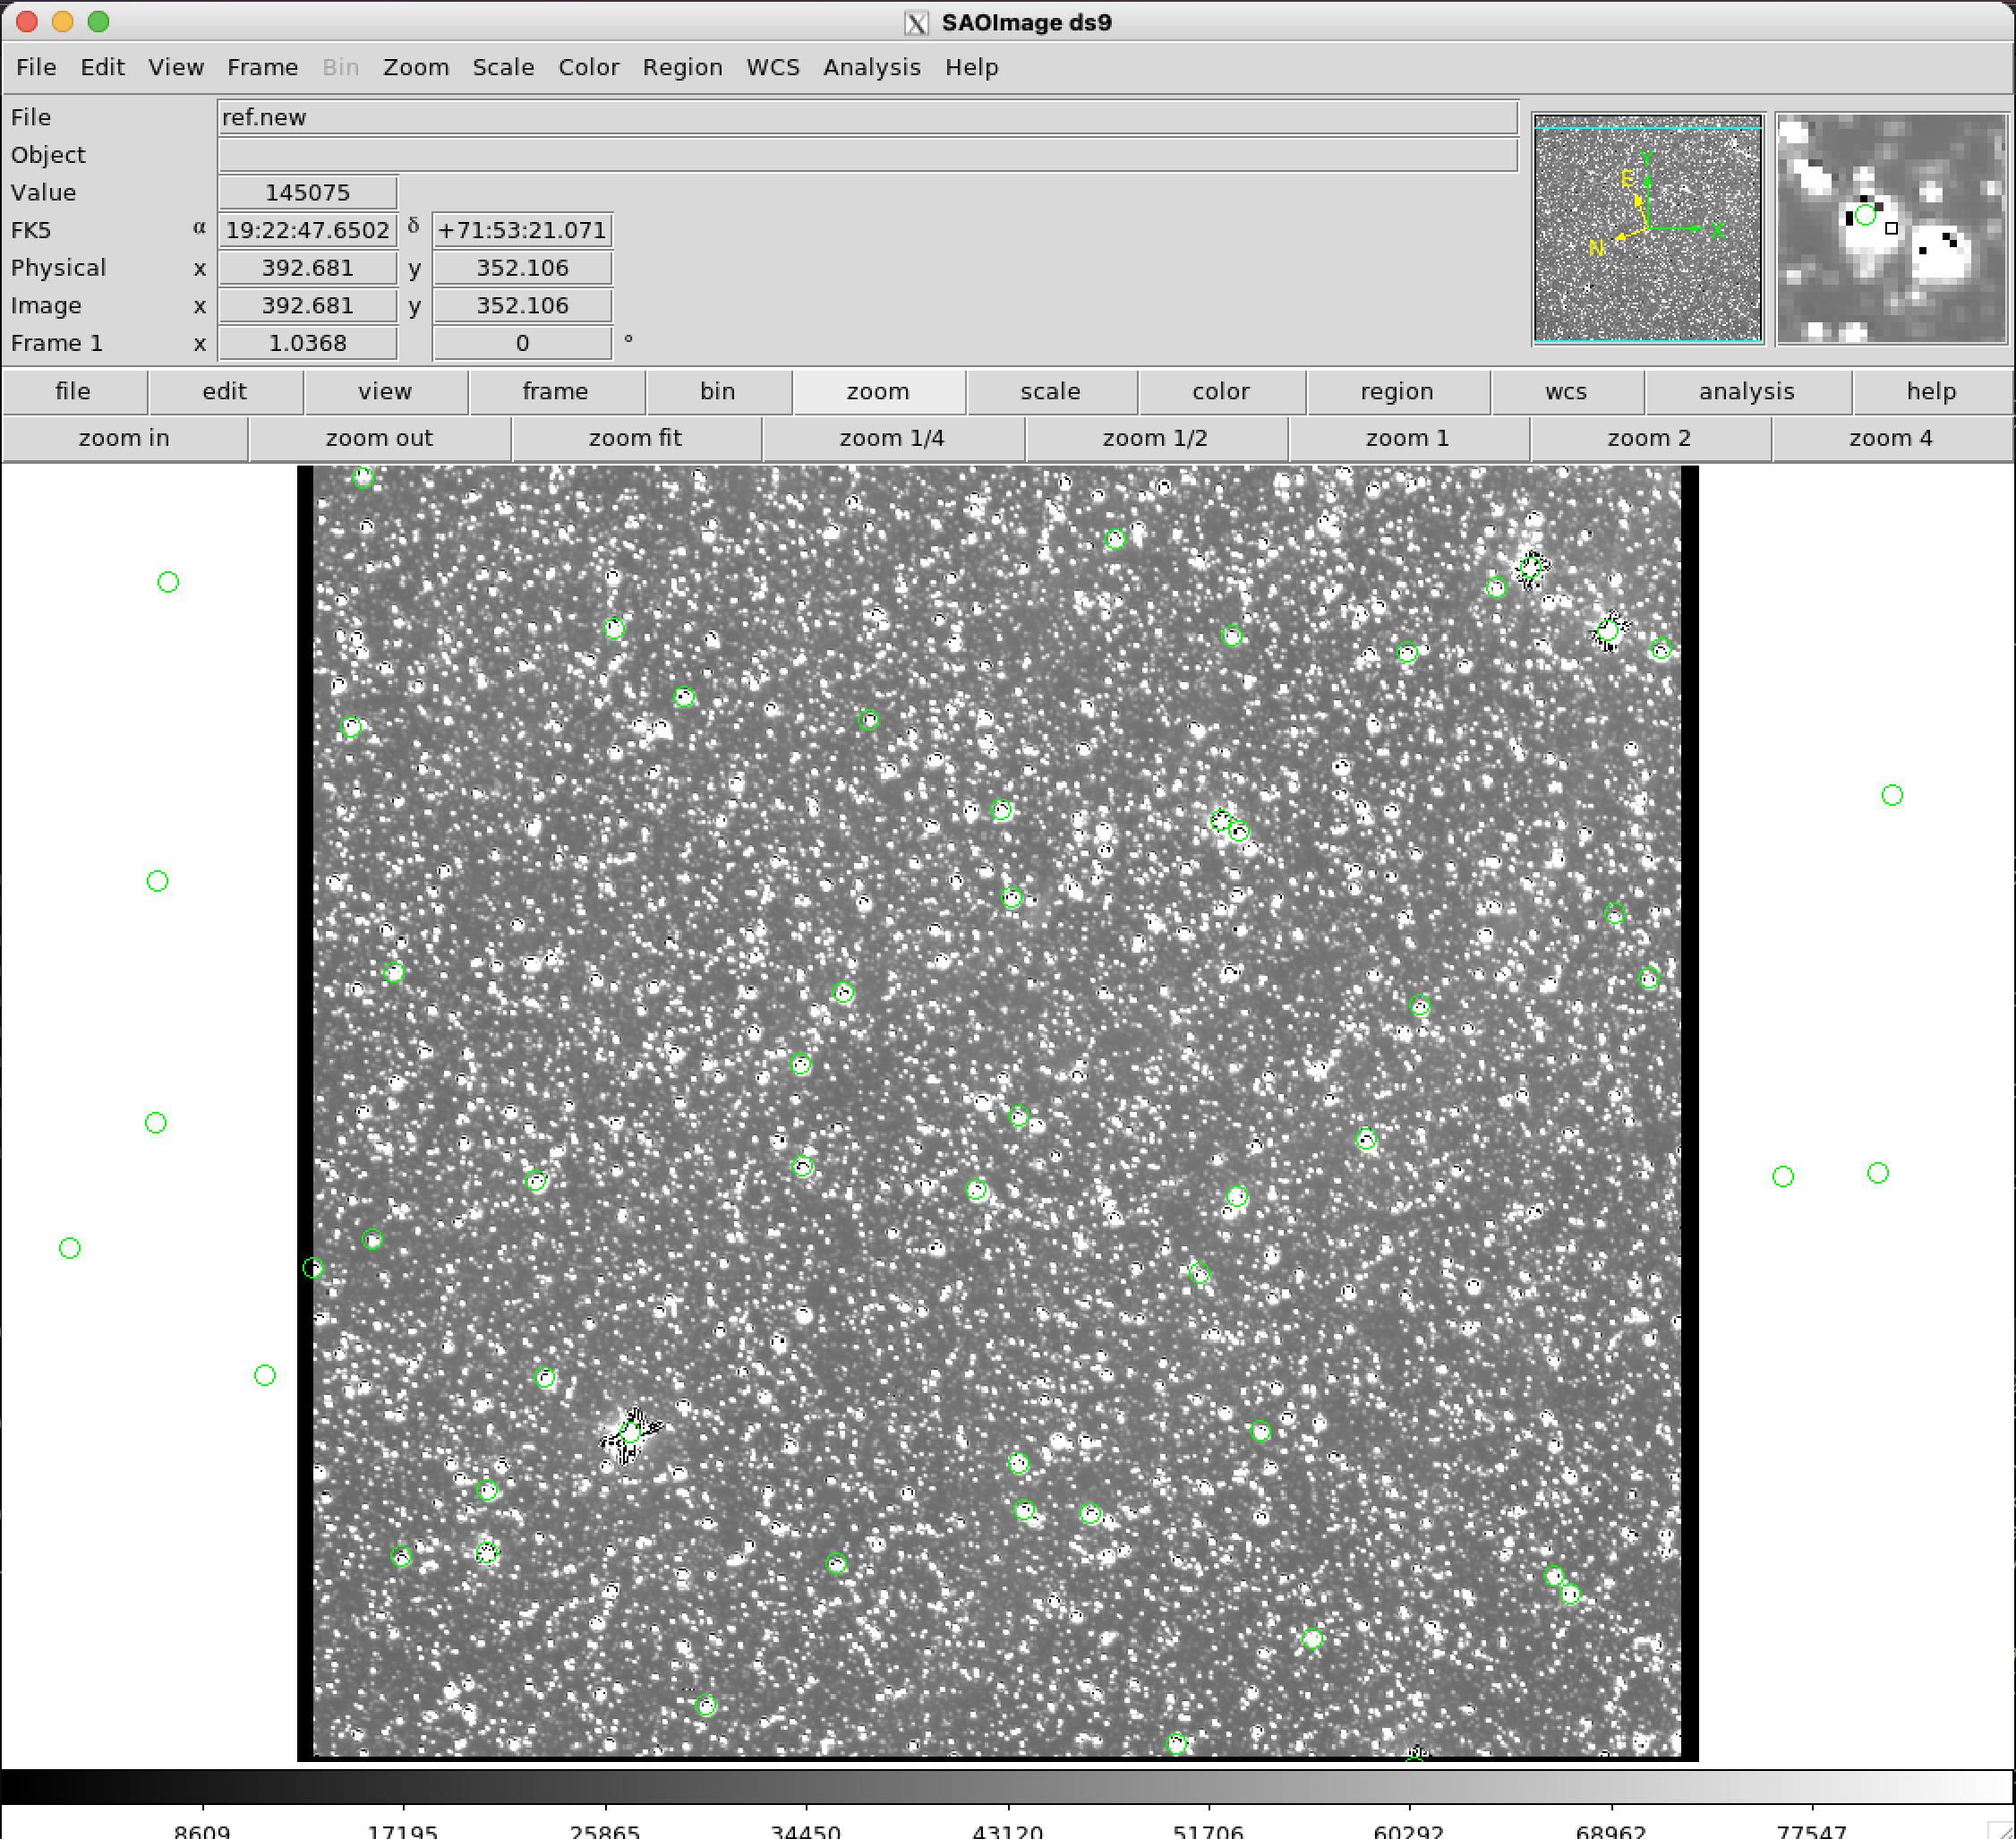 SAOImage ds9
File Edit View Frame Bin Zoom Scale Color Region WCS Analysis Help
File ref.new
Object
Value 145075
FK5 α 19:22:47.6502 δ +71:53:21.071
Physical x 392.681 y 352.106
Image x 392.681 y 352.106
Frame 1 x 1.0368 0 °
Y
E
X
N
file edit view frame bin zoom scale color region wcs analysis help
zoom in zoom out zoom fit zoom 1/4 zoom 1/2 zoom 1 zoom 2 zoom 4
8609 17195 25865 34450 43120 51706 60292 68962 77547